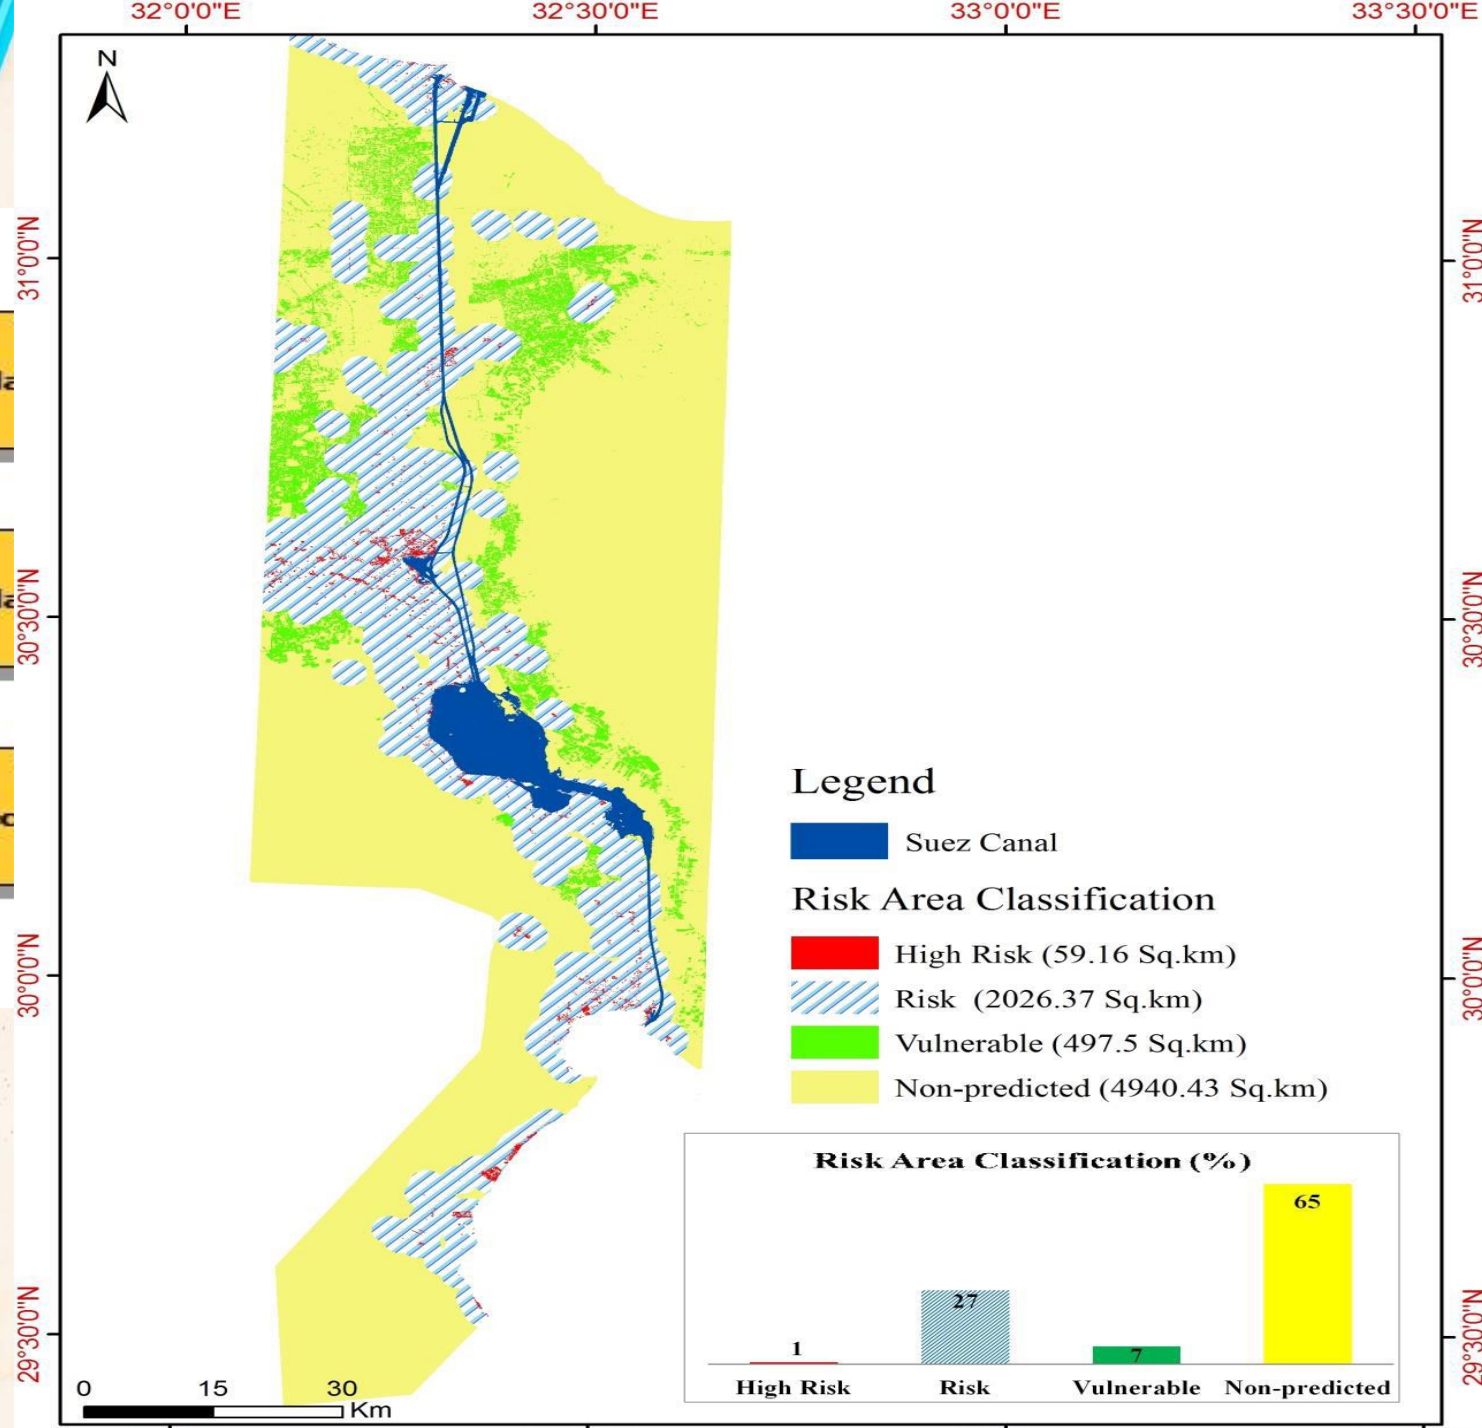 32°0'0"E 32°30'0"E 33°0'0"E 33°30'0"E
N
31°0'0"N 31°0'0"N
30°30'0"N 30°30'0"N
Legend
Suez Canal
Risk Area Classification
High Risk (59.16 Sq.km)
30°0'0"N 30°0'0"N
Risk (2026.37 Sq.km)
Vulnerable (497.5 Sq.km)
Non-predicted (4940.43 Sq.km)
Risk Area Classification (%)
65
27
29°30'0"N 29°30'0"N
1
7
High Risk Risk Vulnerable Non-predicted
0 15 30
Km